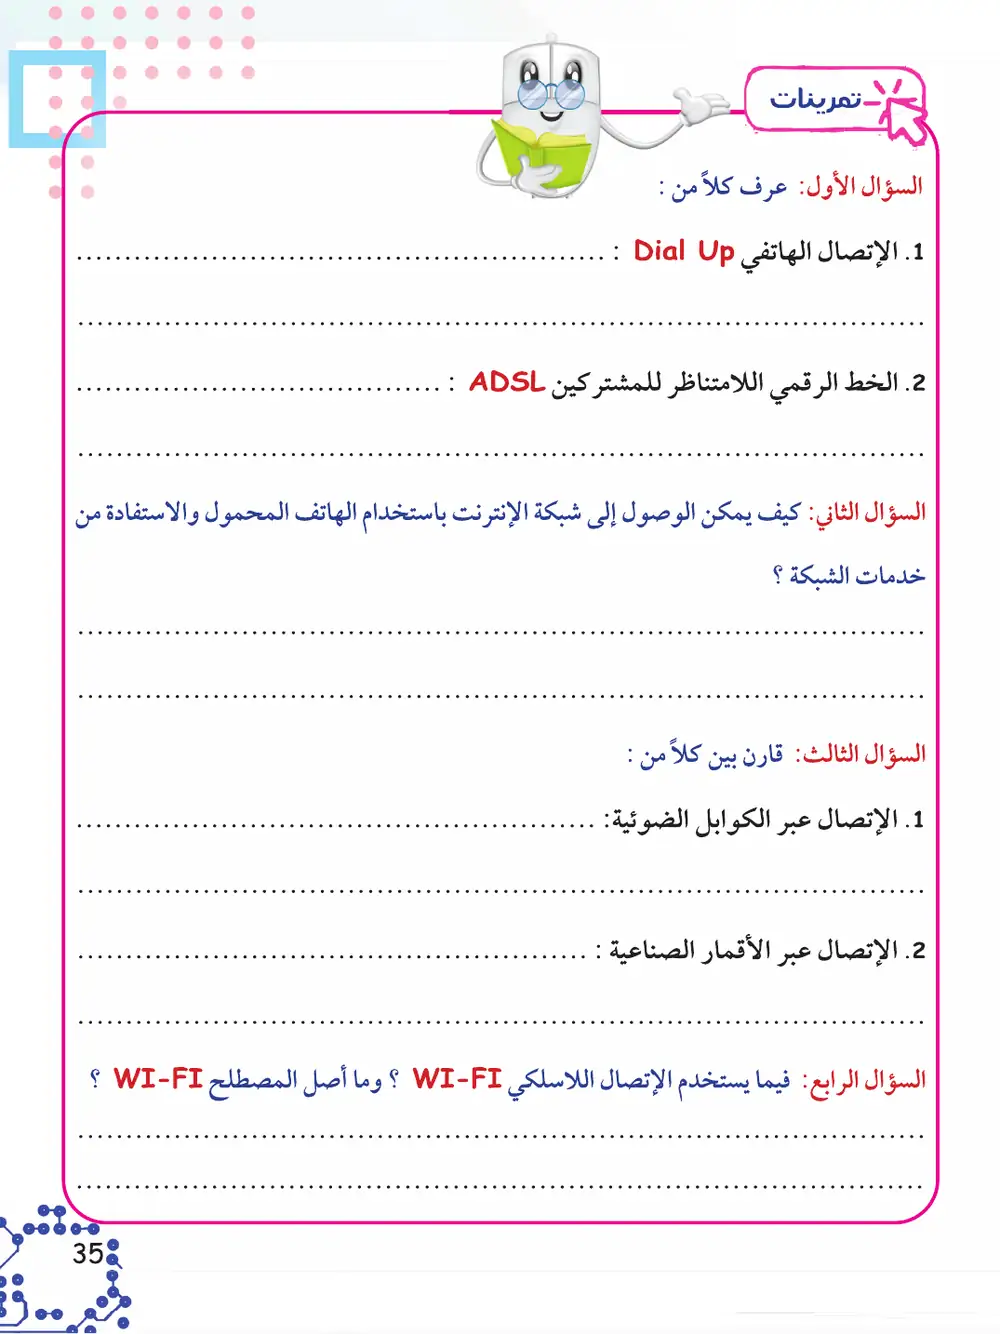 تمرينات
السؤال الأول: عرف كلاً من :
1. الإتصال الهاتفي Dial Up : ......................................................
.......................................................................................
2. الخط الرقمي اللامتناظر للمشتركين ADSL : .....................................
.......................................................................................
السؤال الثاني: كيف يمكن الوصول إلى شبكة الإنترنت باستخدام الهاتف المحمول والاستفادة من
خدمات الشبكة ؟
.......................................................................................
.......................................................................................
السؤال الثالث: قارن بين كلاً من :
1. الإتصال عبر الكوابل الضوئية: .....................................................
.......................................................................................
2. الإتصال عبر الأقمار الصناعية : ....................................................
.......................................................................................
السؤال الرابع: فيما يستخدم الإتصال اللاسلكي WI-FI ؟ وما أصل المصطلح WI-FI ؟
.......................................................................................
.......................................................................................
35